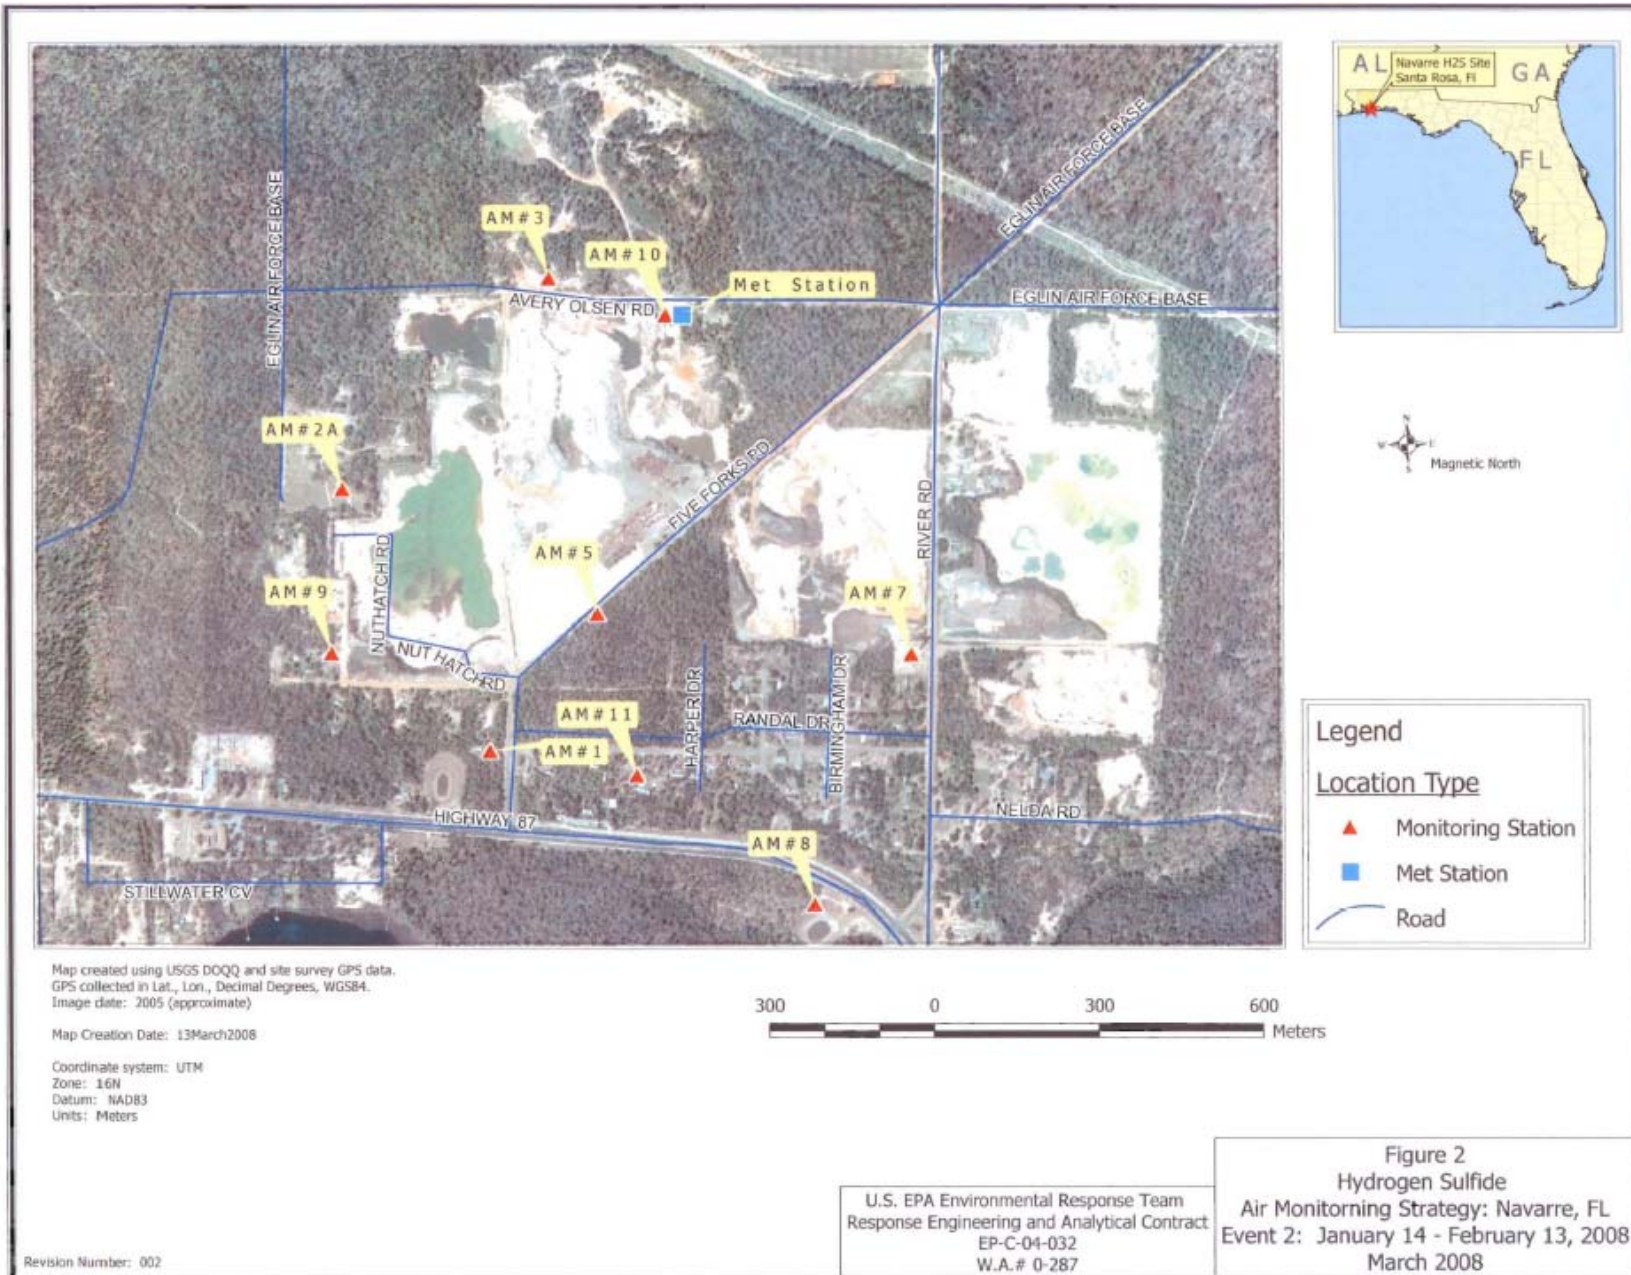 AL
Navarre H2S Site
Santa Rosa, Fl
GA
FL
EGLIN AIR FORCE BASE
EGLIN AIR FORCE BASE
AM#3
AM#10
Met Station
AVERY OLSEN RD
EGLIN AIR FORCE BASE
AM#2A
N
W
E
S
Magnetic North
FIVE FORKS RD
RIVER RD
NUTHATCH RD
AM#5
AM#9
AM#7
NUT HATCH RD
HARPER DR
BIRMINGHAM DR
AM#11
RANDAL DR
AM#1
HIGHWAY 87
NELDA RD
AM#8
STILLWATER CV
Legend
Location Type
Monitoring Station
Met Station
Road
Map created using USGS DOQQ and site survey GPS data.
GPS collected in Lat., Lon., Decimal Degrees, WGS84.
Image date: 2005 (approximate)
Map Creation Date: 13March2008
Coordinate system: UTM
Zone: 16N
Datum: NAD83
Units: Meters
300 0 300 600
Meters
U.S. EPA Environmental Response Team
Response Engineering and Analytical Contract
EP-C-04-032
W.A.# 0-287
Figure 2
Hydrogen Sulfide
Air Monitorning Strategy: Navarre, FL
Event 2: January 14 - February 13, 2008
March 2008
Revision Number: 002